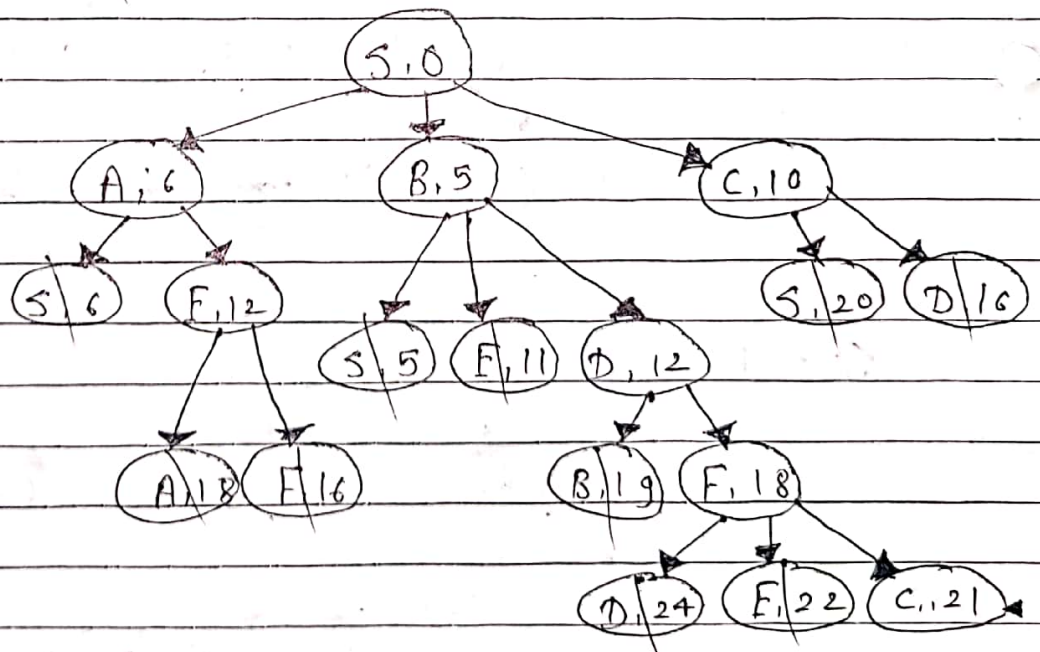 S,0
A,6 B,5 C,10
S,6 E,12 S,20 D,16
S,5 F,11 D,12
A,18 F,16 B,19 F,18
D,24 E,22 C,21